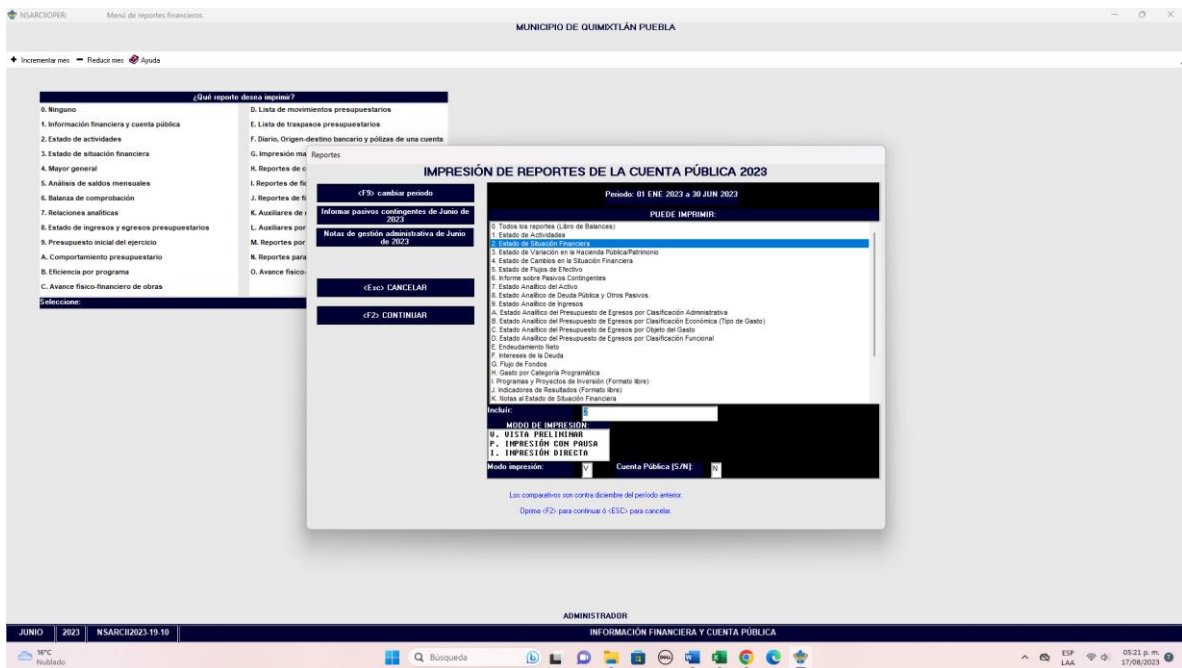 NSARCIIOPER: Menú de reportes financieros
MUNICIPIO DE QUIMIXTLÁN PUEBLA
Incrementar mes Reducir mes Ayuda
¿Qué reporte desea imprimir?
0. Ninguno
1. Información financiera y cuenta pública
2. Estado de actividades
3. Estado de situación financiera
4. Mayor general
5. Análisis de saldos mensuales
6. Balanza de comprobación
7. Relaciones analíticas
8. Estado de ingresos y egresos presupuestarios
9. Presupuesto inicial del ejercicio
A. Comportamiento presupuestario
B. Eficiencia por programa
C. Avance físico-financiero de obras
D. Lista de movimientos presupuestarios
E. Lista de traspasos presupuestarios
F. Diario, Origen-destino bancario y pólizas de una cuenta
G. Impresión ma
H. Reportes de c
I. Reportes de fi
J. Reportes de fi
K. Auxiliares de
L. Auxiliares por
M. Reportes por
N. Reportes para
O. Avance físico-
Seleccione:
Reportes
IMPRESIÓN DE REPORTES DE LA CUENTA PÚBLICA 2023
<F9> cambiar periodo
Informar pasivos contingentes de Junio de
2023
Notas de gestión administrativa de Junio
de 2023
<Esc> CANCELAR
<F2> CONTINUAR
Periodo: 01 ENE 2023 a 30 JUN 2023
PUEDE IMPRIMIR:
0. Todos los reportes (Libro de Balances)
1. Estado de Actividades
2. Estado de Situación Financiera
3. Estado de Variación en la Hacienda Pública/Patrimonio
4. Estado de Cambios en la Situación Financiera
5. Estado de Flujos de Efectivo
6. Informe sobre Pasivos Contingentes
7. Estado Analítico del Activo
8. Estado Analítico de Deuda Pública y Otros Pasivos
9. Estado Analítico de Ingresos
A. Estado Analítico del Presupuesto de Egresos por Clasificación Administrativa
B. Estado Analítico del Presupuesto de Egresos por Clasificación Económica (Tipo de Gasto)
C. Estado Analítico del Presupuesto de Egresos por Objeto del Gasto
D. Estado Analítico del Presupuesto de Egresos por Clasificación Funcional
E. Endeudamiento Neto
F. Intereses de la Deuda
G. Flujo de Fondos
H. Gasto por Categoría Programática
I. Programas y Proyectos de Inversión (Formato libre)
J. Indicadores de Resultados (Formato libre)
K. Notas al Estado de Situación Financiera
Incluir: 2
MODO DE IMPRESIÓN:
V. VISTA PRELIMINAR
P. IMPRESIÓN CON PAUSA
I. IMPRESIÓN DIRECTA
Modo impresión: V Cuenta Pública [S/N]: N
Los comparativos son contra diciembre del período anterior.
Oprima <F2> para continuar ó <ESC> para cancelar.
ADMINISTRADOR
JUNIO 2023 NSARCII2023-19-10 INFORMACIÓN FINANCIERA Y CUENTA PÚBLICA
16°C
Nublado
Búsqueda
ESP
LAA
05:21 p. m.
17/08/2023